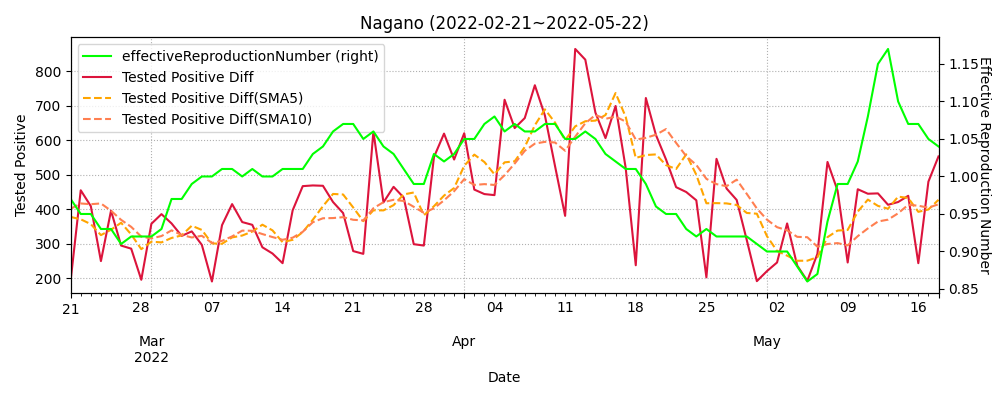 Nagano (2022-02-21~2022-05-22)
effectiveReproductionNumber (right)
Tested Positive Diff
Tested Positive Diff(SMA5)
Tested Positive Diff(SMA10)
Tested Positive
800
700
600
500
400
300
200
1.15
1.10
1.05
1.00
0.95
0.90
0.85
Effective Reproduction Number
21 28 07 14 21 28 04 11 18 25 02 09 16
Mar Apr May
2022
Date